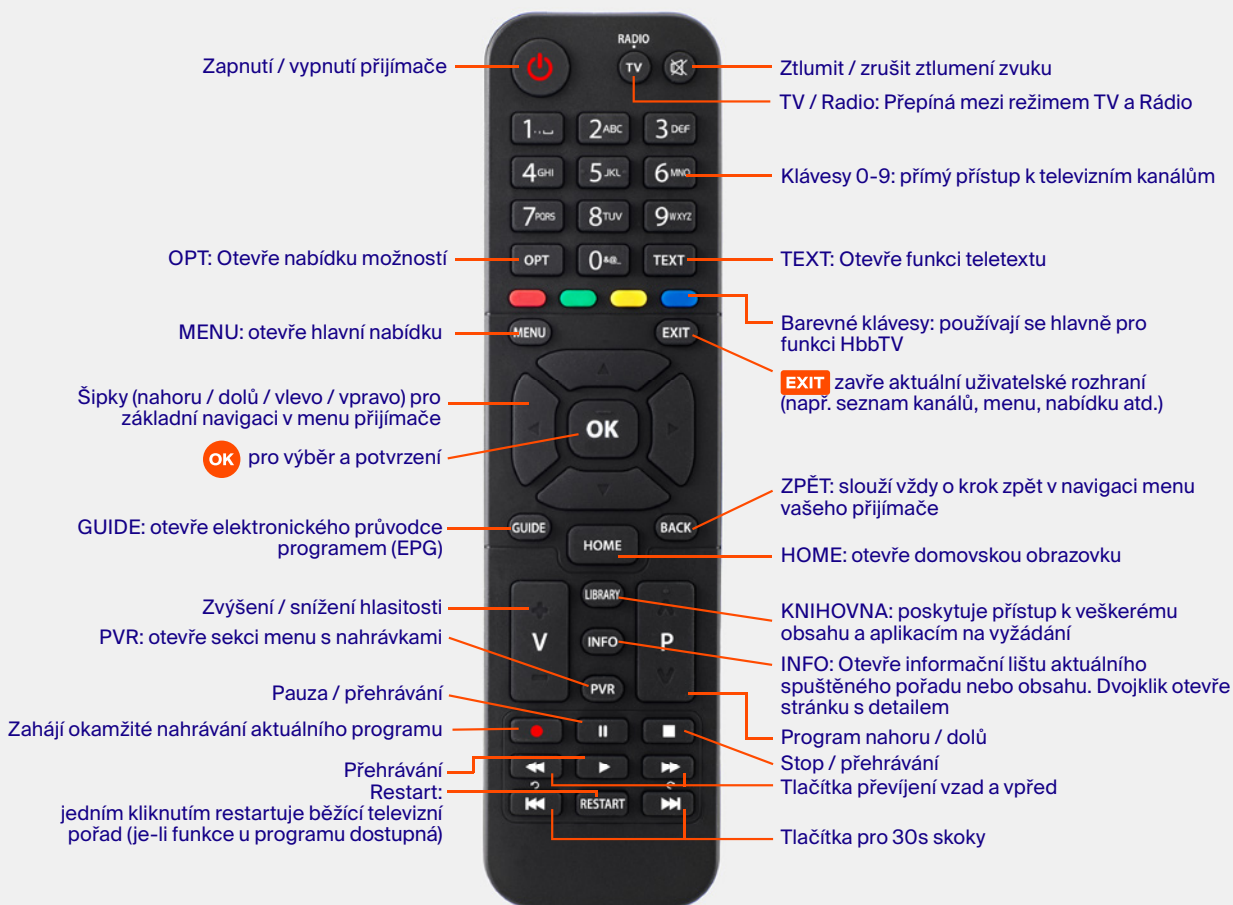 Zapnutí / vypnutí přijímače
RADIO
TV
Ztlumit / zrušit ztlumení zvuku
TV / Radio: Přepíná mezi režimem TV a Rádio
1.,⎵ 2ABC 3DEF
4GHI 5JKL 6MNO
Klávesy 0-9: přímý přístup k televizním kanálům
7PQRS 8TUV 9WXYZ
OPT: Otevře nabídku možností
OPT 0&@_ TEXT
TEXT: Otevře funkci teletextu
MENU: otevře hlavní nabídku
MENU
EXIT
Barevné klávesy: používají se hlavně pro
funkci HbbTV
EXIT zavře aktuální uživatelské rozhraní
(např. seznam kanálů, menu, nabídku atd.)
Šipky (nahoru / dolů / vlevo / vpravo) pro
základní navigaci v menu přijímače
OK
OK pro výběr a potvrzení
ZPĚT: slouží vždy o krok zpět v navigaci menu
vašeho přijímače
GUIDE: otevře elektronického průvodce
programem (EPG)
GUIDE
BACK
HOME
HOME: otevře domovskou obrazovku
Zvýšení / snížení hlasitosti
LIBRARY
KNIHOVNA: poskytuje přístup k veškerému
obsahu a aplikacím na vyžádání
PVR: otevře sekci menu s nahrávkami
V
INFO
P
INFO: Otevře informační lištu aktuálního
spuštěného pořadu nebo obsahu. Dvojklik otevře
stránku s detailem
PVR
Pauza / přehrávání
Zahájí okamžité nahrávání aktuálního programu
Program nahoru / dolů
Stop / přehrávání
Přehrávání
Tlačítka převíjení vzad a vpřed
Restart:
jedním kliknutím restartuje běžící televizní
pořad (je-li funkce u programu dostupná)
RESTART
Tlačítka pro 30s skoky